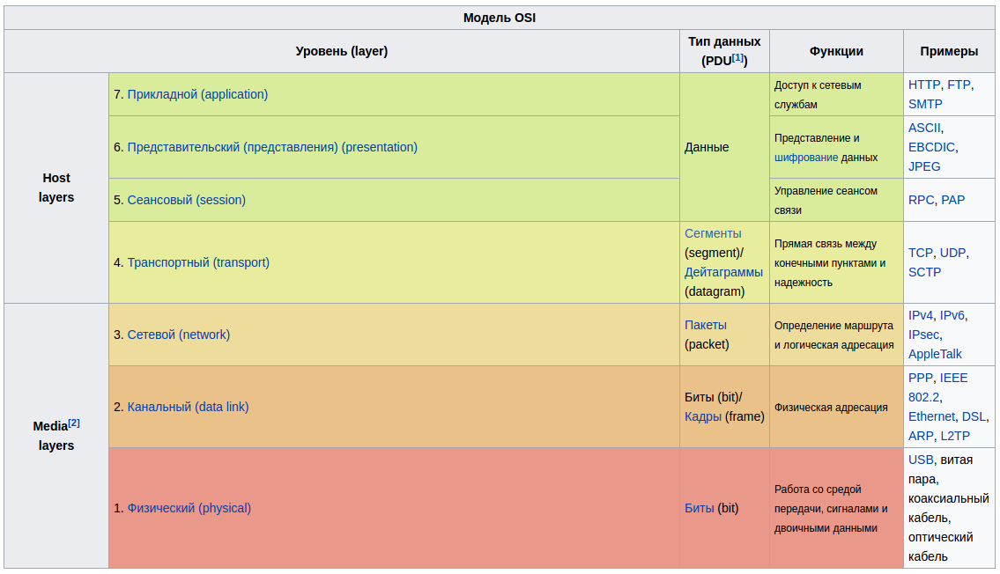 Модель OSI
Уровень (layer)
Тип данных
(PDU[1])
Функции
Примеры
Host
layers
7. Прикладной (application)
Данные
Доступ к сетевым
службам
HTTP, FTP,
SMTP
6. Представительский (представления) (presentation)
Представление и
шифрование данных
ASCII,
EBCDIC,
JPEG
5. Сеансовый (session)
Управление сеансом
связи
RPC, PAP
4. Транспортный (transport)
Сегменты
(segment)/
Дейтаграммы
(datagram)
Прямая связь между
конечными пунктами и
надежность
TCP, UDP,
SCTP
Media[2]
layers
3. Сетевой (network)
Пакеты
(packet)
Определение маршрута
и логическая адресация
IPv4, IPv6,
IPsec,
AppleTalk
2. Канальный (data link)
Биты (bit)/
Кадры (frame)
Физическая адресация
PPP, IEEE
802.2,
Ethernet, DSL,
ARP, L2TP
1. Физический (physical)
Биты (bit)
Работа со средой
передачи, сигналами и
двоичными данными
USB, витая
пара,
коаксиальный
кабель,
оптический
кабель